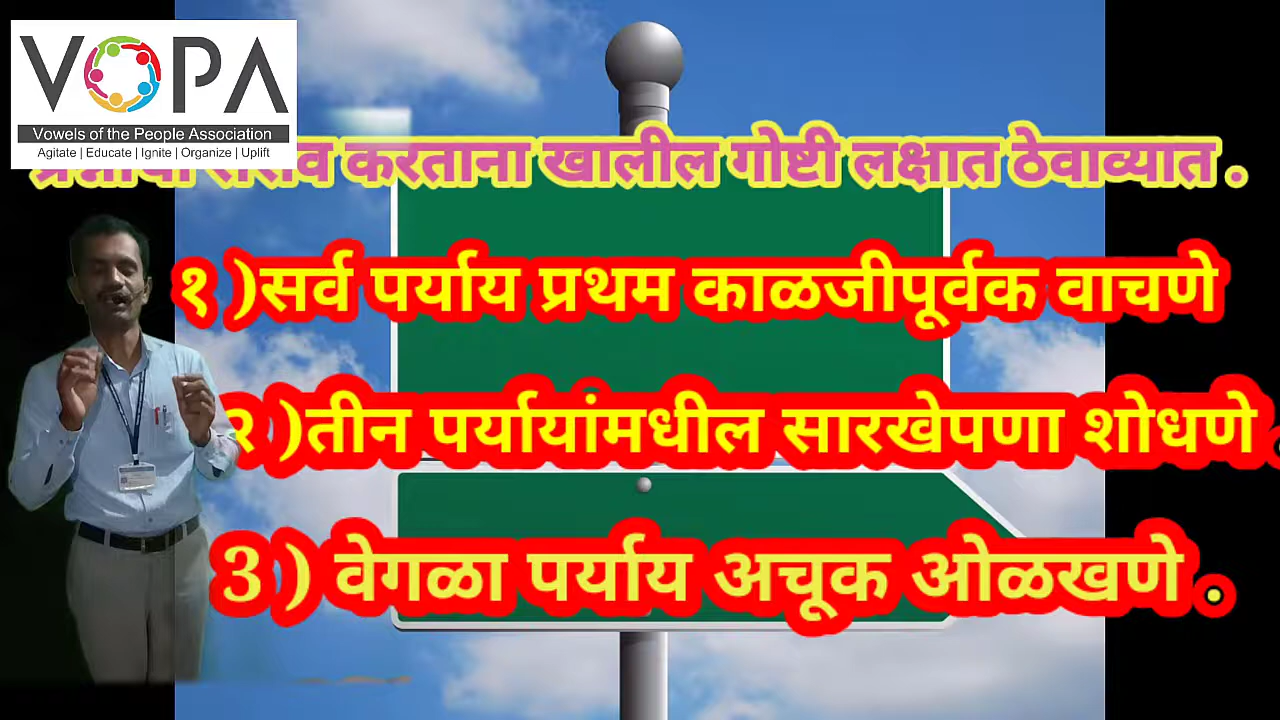 VOPA
Vowels of the People Association
Agitate | Educate | Ignite | Organize | Uplift
करताना खालील गोष्टी लक्षात ठेवाव्यात .
१ )सर्व पर्याय प्रथम काळजीपूर्वक वाचणे
२ )तीन पर्यायांमधील सारखेपणा शोधणे .
3 ) वेगळा पर्याय अचूक ओळखणे .